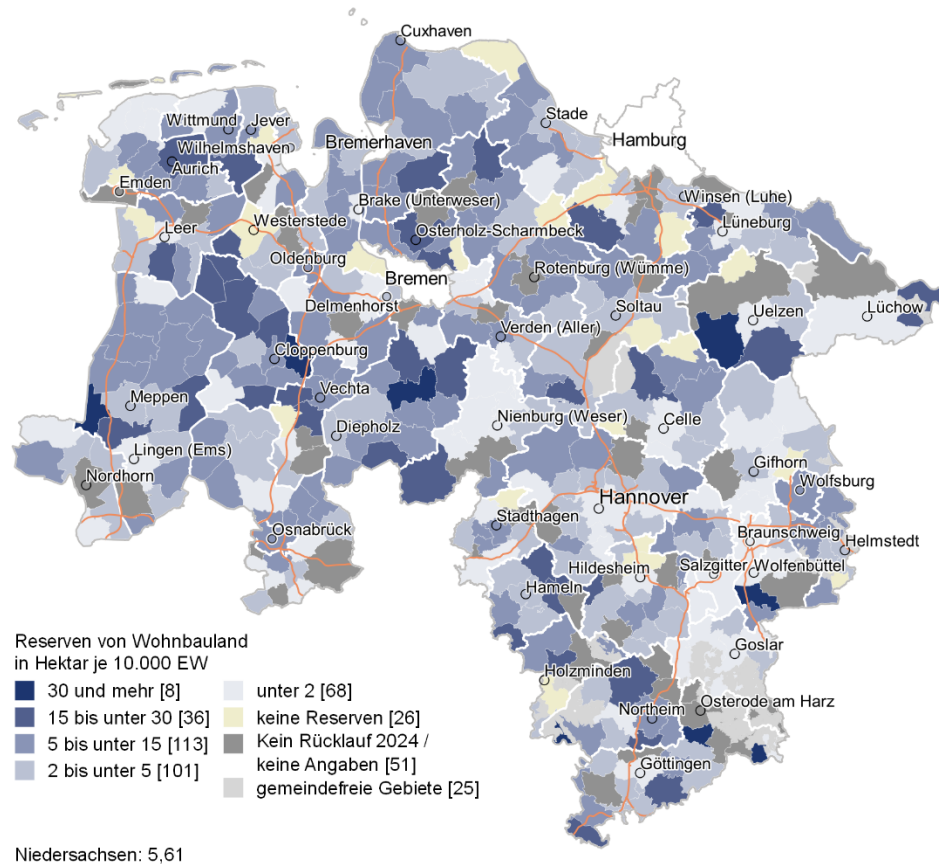 Cuxhaven
Stade
Wittmund
Jever
Hamburg
Wilhelmshaven
Bremerhaven
Aurich
Emden
Winsen (Luhe)
Brake (Unterweser)
Westerstede
Lüneburg
Leer
Osterholz-Scharmbeck
Oldenburg
Rotenburg (Wümme)
Bremen
Delmenhorst
Soltau
Uelzen
Lüchow
Verden (Aller)
Cloppenburg
Vechta
Meppen
Nienburg (Weser)
Celle
Diepholz
Lingen (Ems)
Gifhorn
Nordhorn
Wolfsburg
Hannover
Stadthagen
Osnabrück
Braunschweig
Helmstedt
Hildesheim
Salzgitter
Wolfenbüttel
Hameln
Goslar
Holzminden
Osterode am Harz
Northeim
Göttingen
Reserven von Wohnbauland
in Hektar je 10.000 EW
30 und mehr [8]
15 bis unter 30 [36]
5 bis unter 15 [113]
2 bis unter 5 [101]
unter 2 [68]
keine Reserven [26]
Kein Rücklauf 2024 /
keine Angaben [51]
gemeindefreie Gebiete [25]
Niedersachsen: 5,61